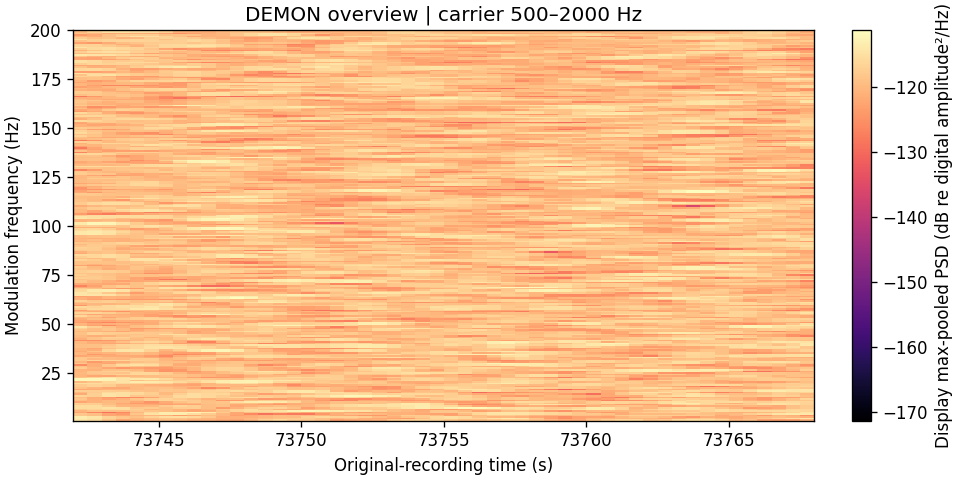 DEMON overview | carrier 500–2000 Hz
200
175
150
125
100
75
50
25
Modulation frequency (Hz)
73745 73750 73755 73760 73765
Original-recording time (s)
−120
−130
−140
−150
−160
−170
Display max-pooled PSD (dB re digital amplitude²/Hz)